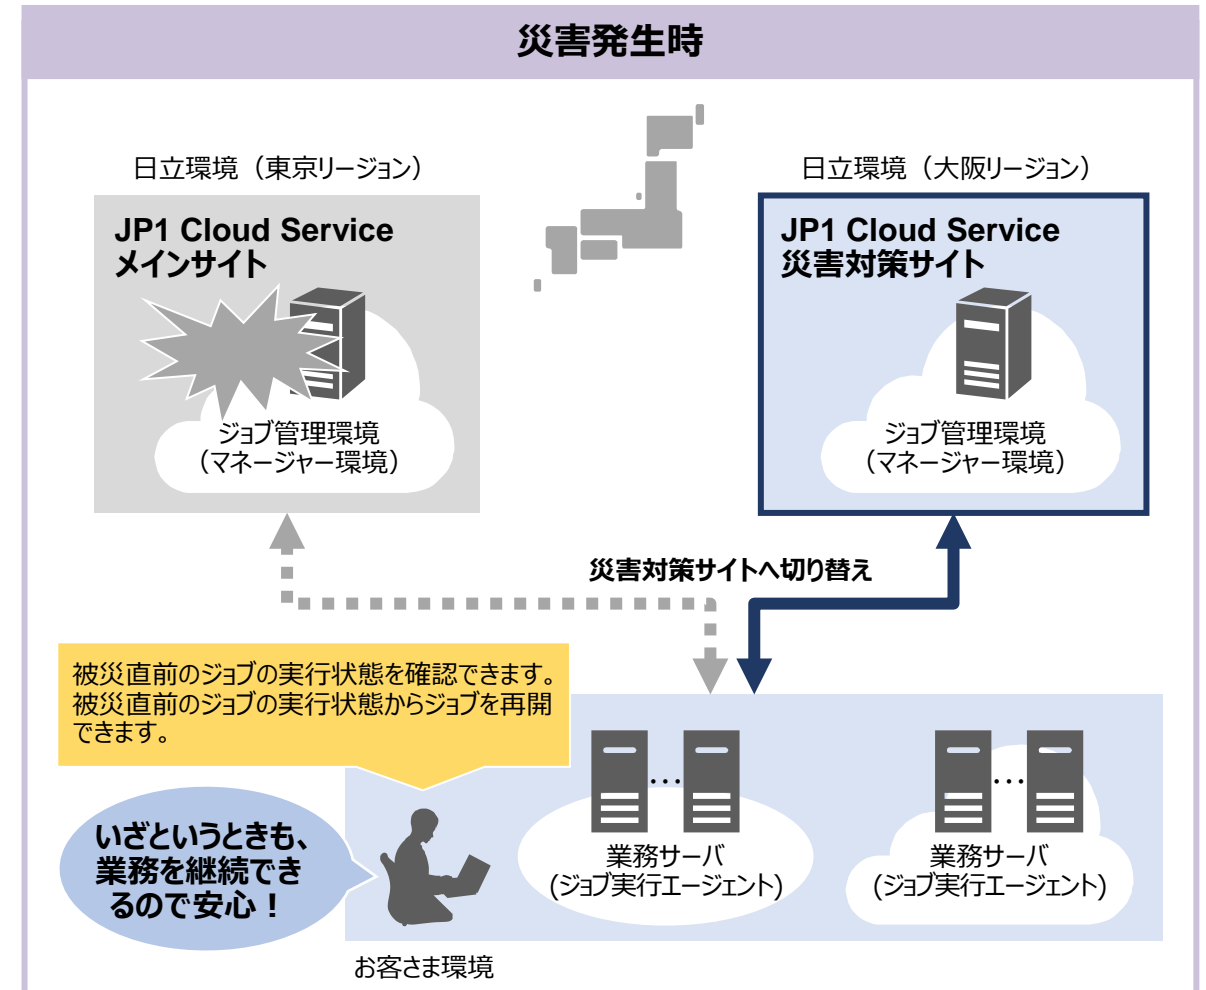 災害発生時
日立環境（東京リージョン）
日立環境（大阪リージョン）
JP1 Cloud Service
メインサイト
JP1 Cloud Service
災害対策サイト
ジョブ管理環境
（マネージャー環境）
ジョブ管理環境
（マネージャー環境）
災害対策サイトへ切り替え
被災直前のジョブの実行状態を確認できます。
被災直前のジョブの実行状態からジョブを再開
できます。
いざというときも、
業務を継続でき
るので安心！
…
業務サーバ
(ジョブ実行エージェント)
…
業務サーバ
(ジョブ実行エージェント)
お客さま環境